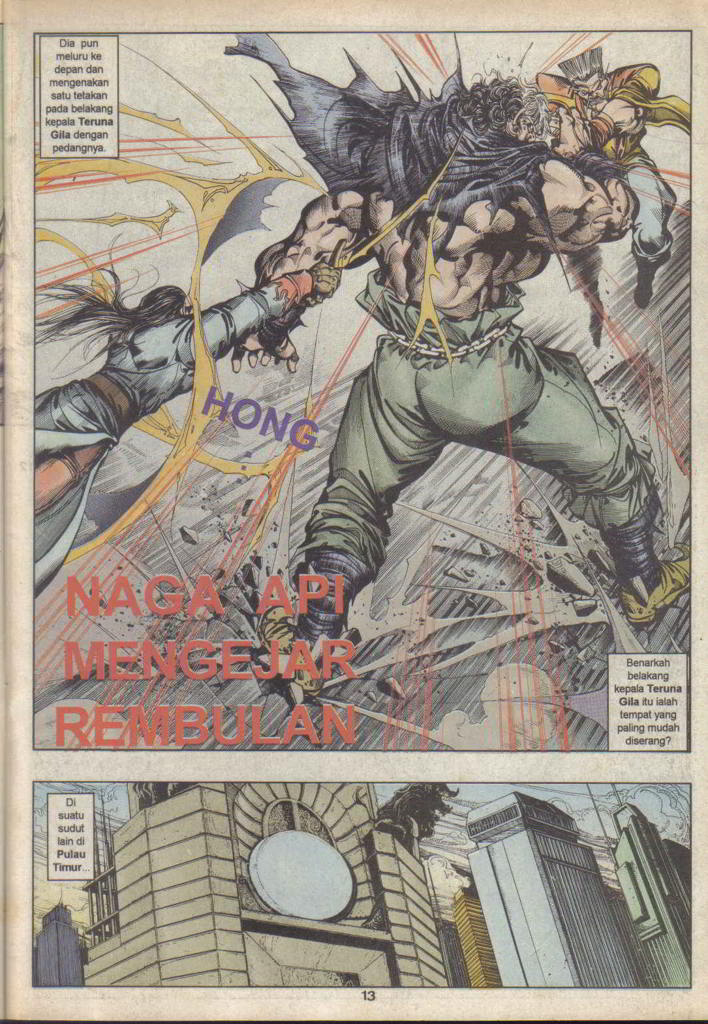 Dia pun
meluru ke
depan dan
mengenakan
satu tetakan
pada belakang
kepala Teruna
Gila dengan
pedangnya.
HONG
NAGA API
MENGEJAR
REMBULAN
Benarkah
belakang
kepala Teruna
Gila itu ialah
tempat yang
paling mudah
diserang?
Di
suatu
sudut
lain di
Pulau
Timur...
13